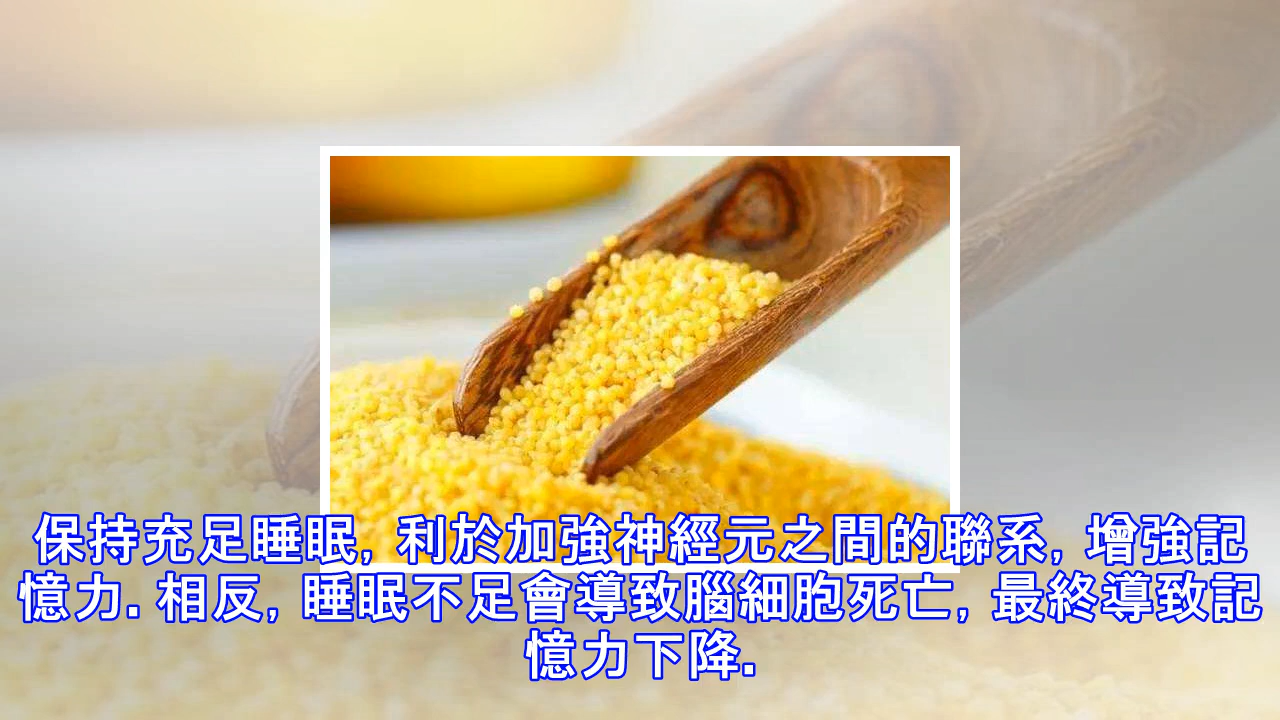 保持充足睡眠, 利於加強神經元之間的聯系, 增強記
憶力. 相反, 睡眠不足會導致腦細胞死亡, 最終導致記
憶力下降.